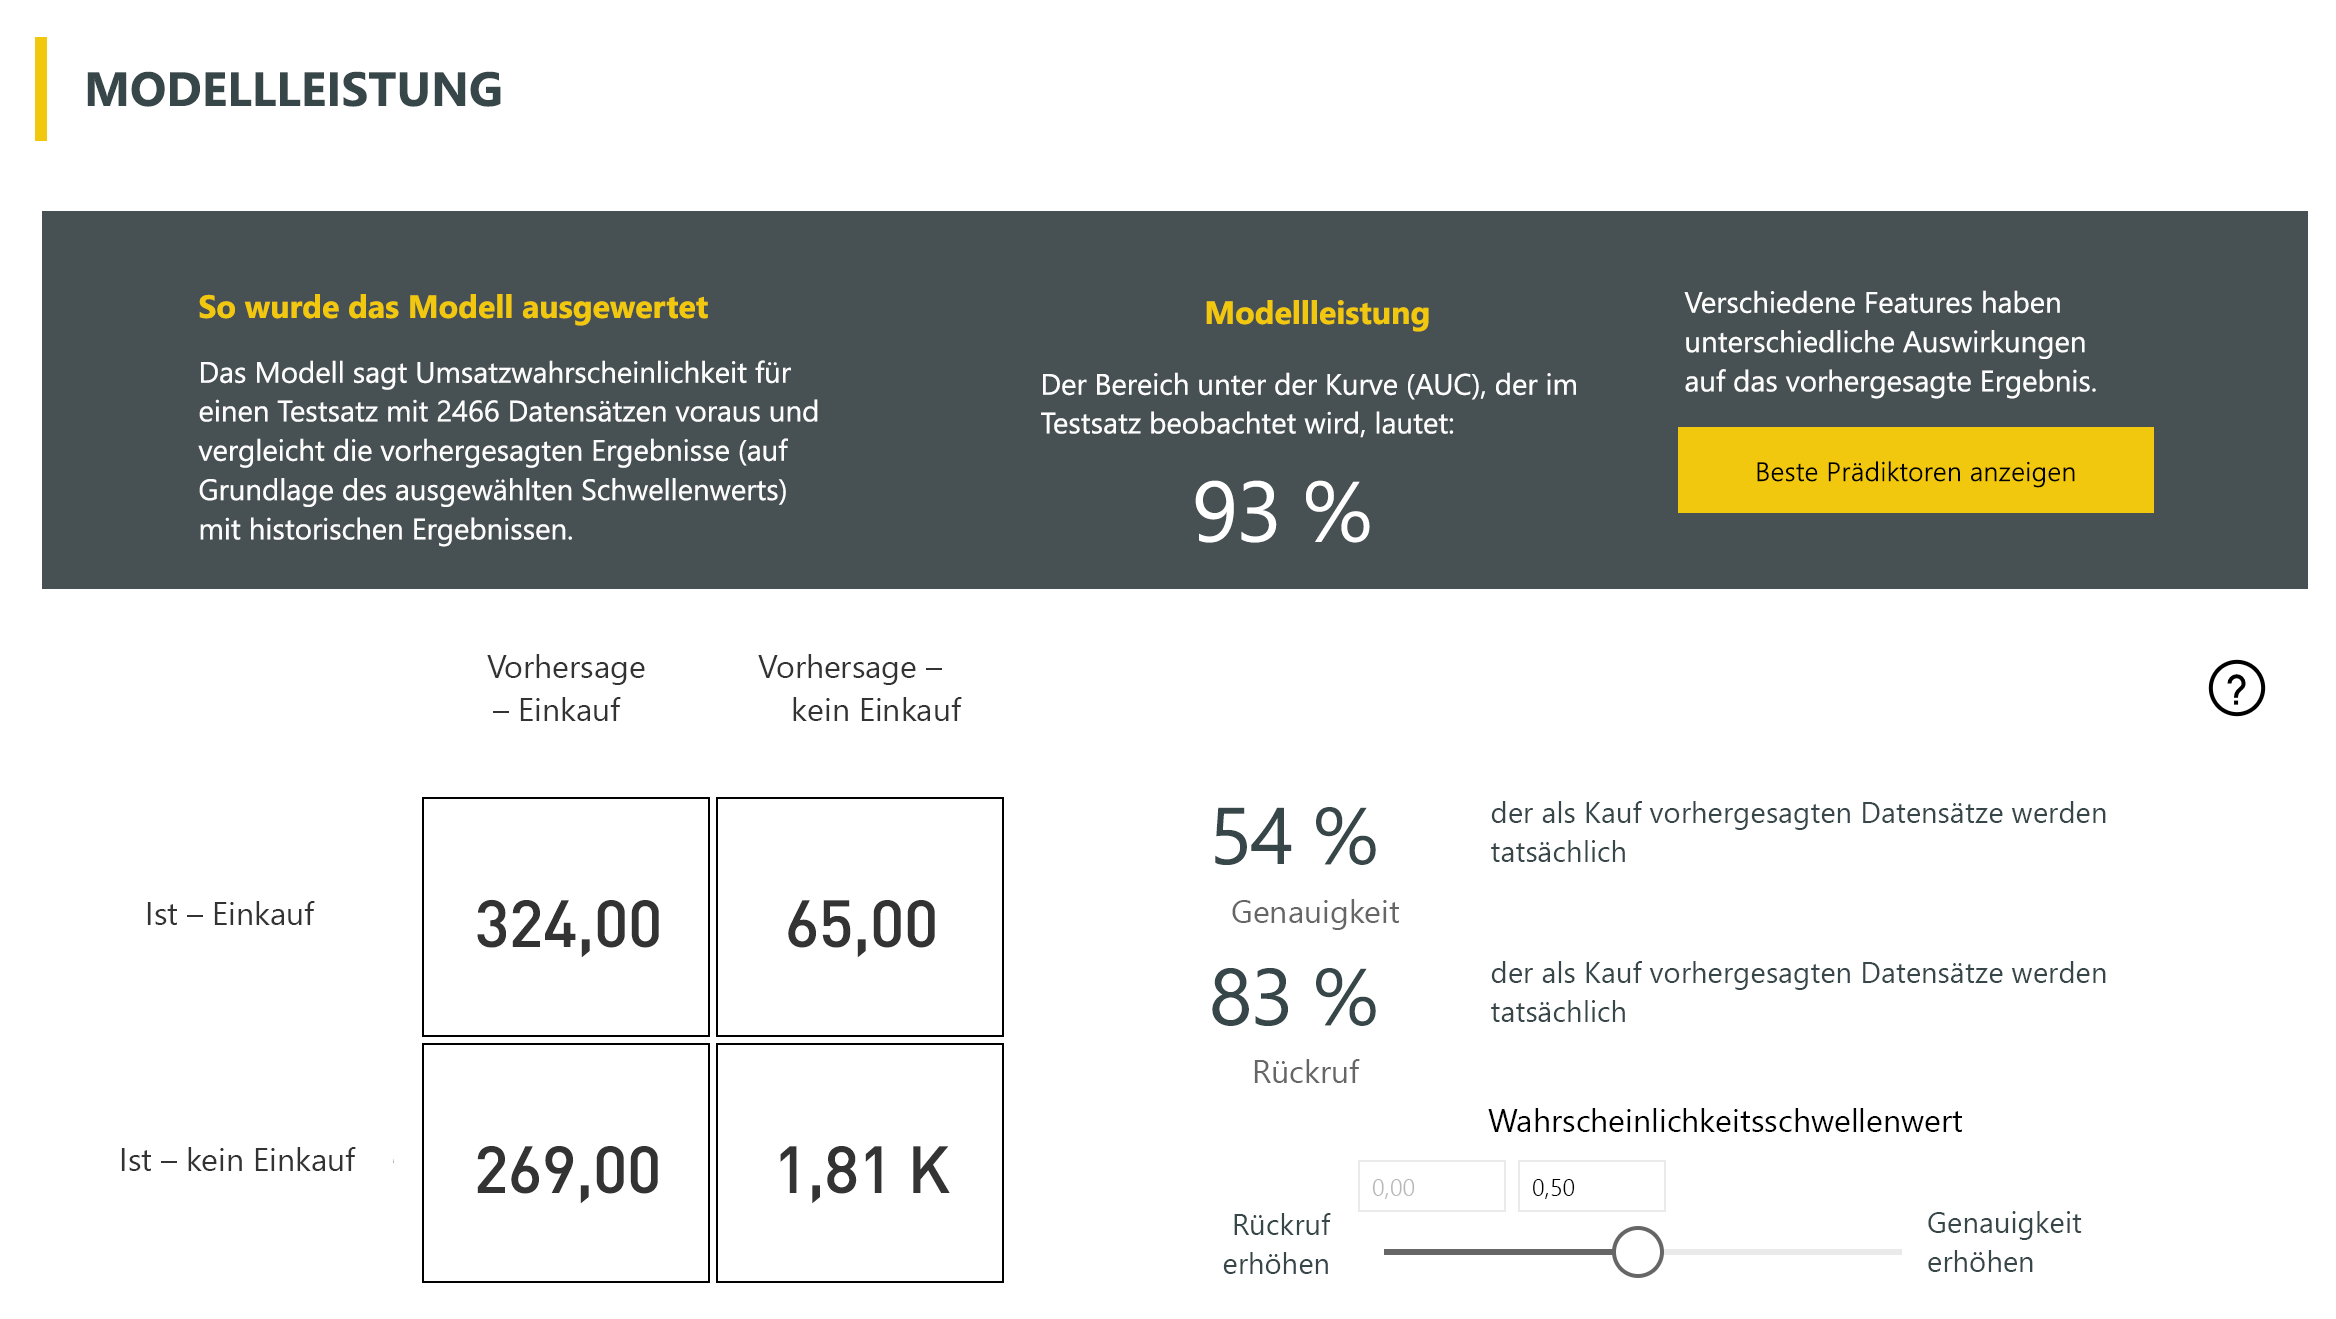 MODELLLEISTUNG
So wurde das Modell ausgewertet
Das Modell sagt Umsatzwahrscheinlichkeit für
einen Testsatz mit 2466 Datensätzen voraus und
vergleicht die vorhergesagten Ergebnisse (auf
Grundlage des ausgewählten Schwellenwerts)
mit historischen Ergebnissen.
Modellleistung
Der Bereich unter der Kurve (AUC), der im
Testsatz beobachtet wird, lautet:
93 %
Verschiedene Features haben
unterschiedliche Auswirkungen
auf das vorhergesagte Ergebnis.
Beste Prädiktoren anzeigen
Vorhersage
– Einkauf
Vorhersage –
kein Einkauf
?
Ist – Einkauf
324,00
65,00
Ist – kein Einkauf
269,00
1,81 K
54 %
Genauigkeit
der als Kauf vorhergesagten Datensätze werden
tatsächlich
83 %
Rückruf
der als Kauf vorhergesagten Datensätze werden
tatsächlich
Wahrscheinlichkeitsschwellenwert
0,00
0,50
Rückruf
erhöhen
Genauigkeit
erhöhen